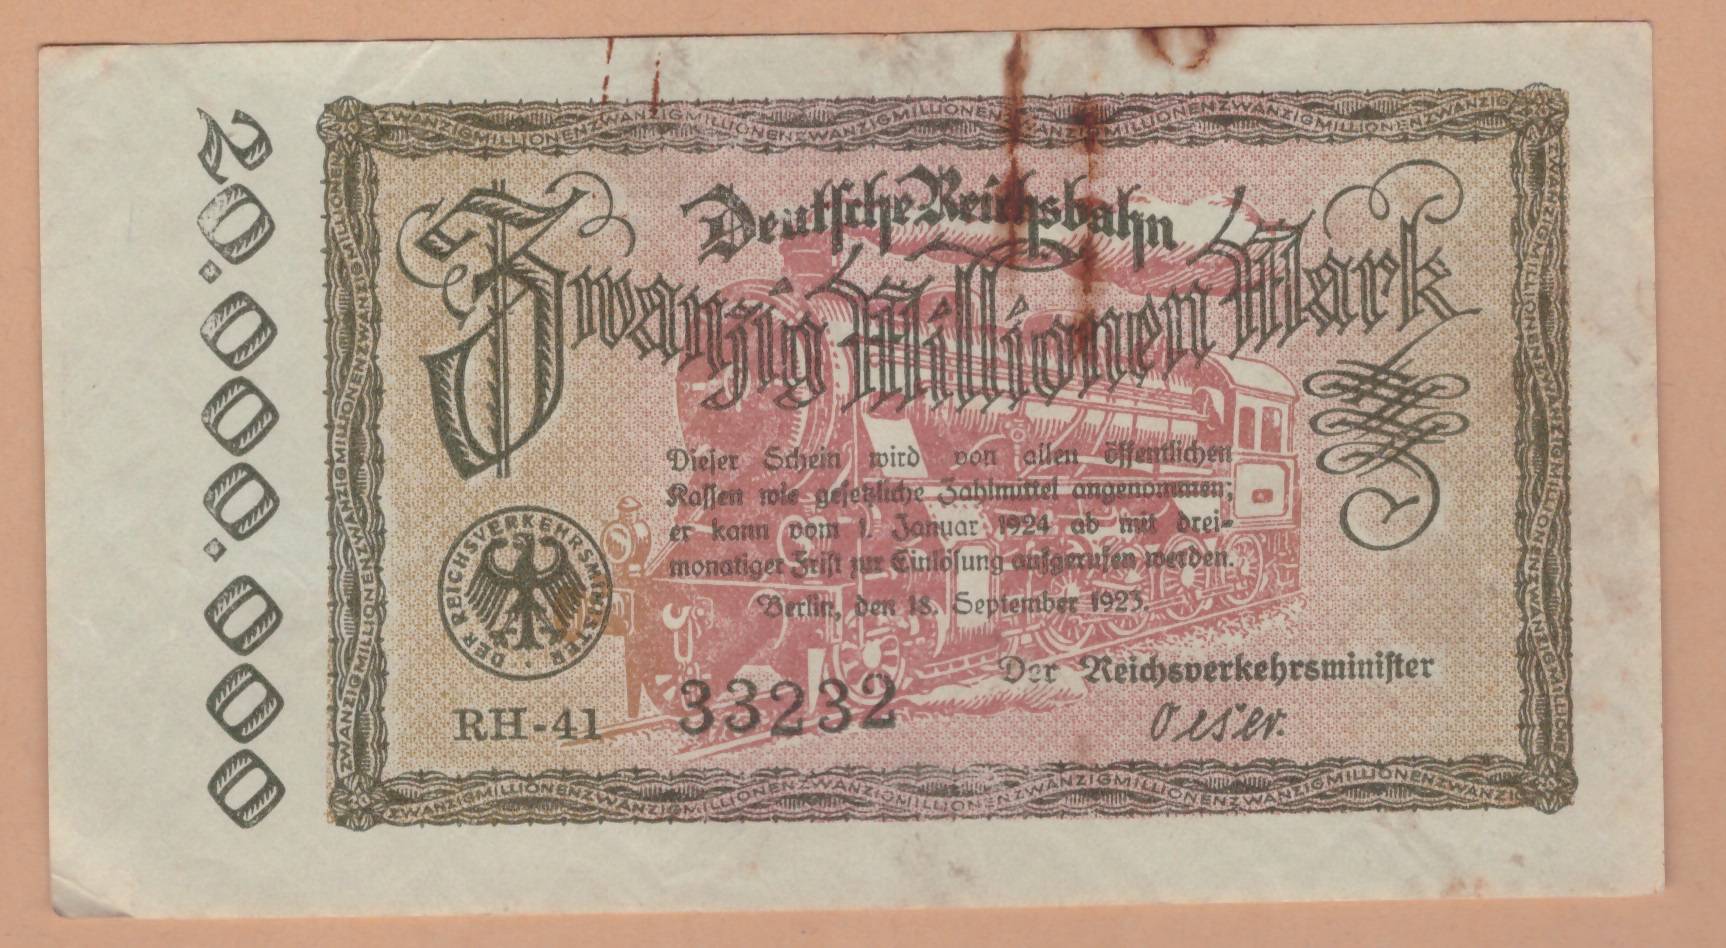 20.000.000
ZWANZIGMILLIONENZWANZIGMILLIONENZWANZIGMILLIONENZWANZIGMILLIONENZWANZIG
Deutsche Reichsbahn
Zwanzig Millionen Mark
Dieser Schein wird von allen öffentlichen
Kassen wie gesetzliche Zahlmittel angenommen;
er kann vom 1. Januar 1924 ab mit drei-
monatiger Frist zur Einlösung aufgerufen werden.
Berlin, den 18. September 1923.
Der Reichsverkehrsminister
Oeser.
DER REICHSVERKEHRSMINISTER
RH-41 33232